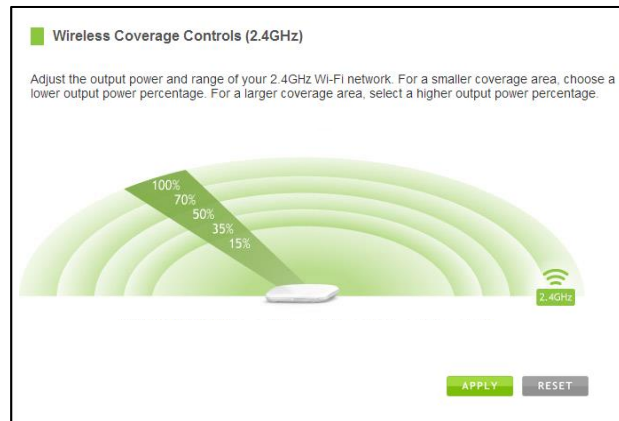 Wireless Coverage Controls (2.4GHz)
Adjust the output power and range of your 2.4GHz Wi-Fi network. For a smaller coverage area, choose a
lower output power percentage. For a larger coverage area, select a higher output power percentage.
100%
70%
50%
35%
15%
2.4GHz
APPLY RESET